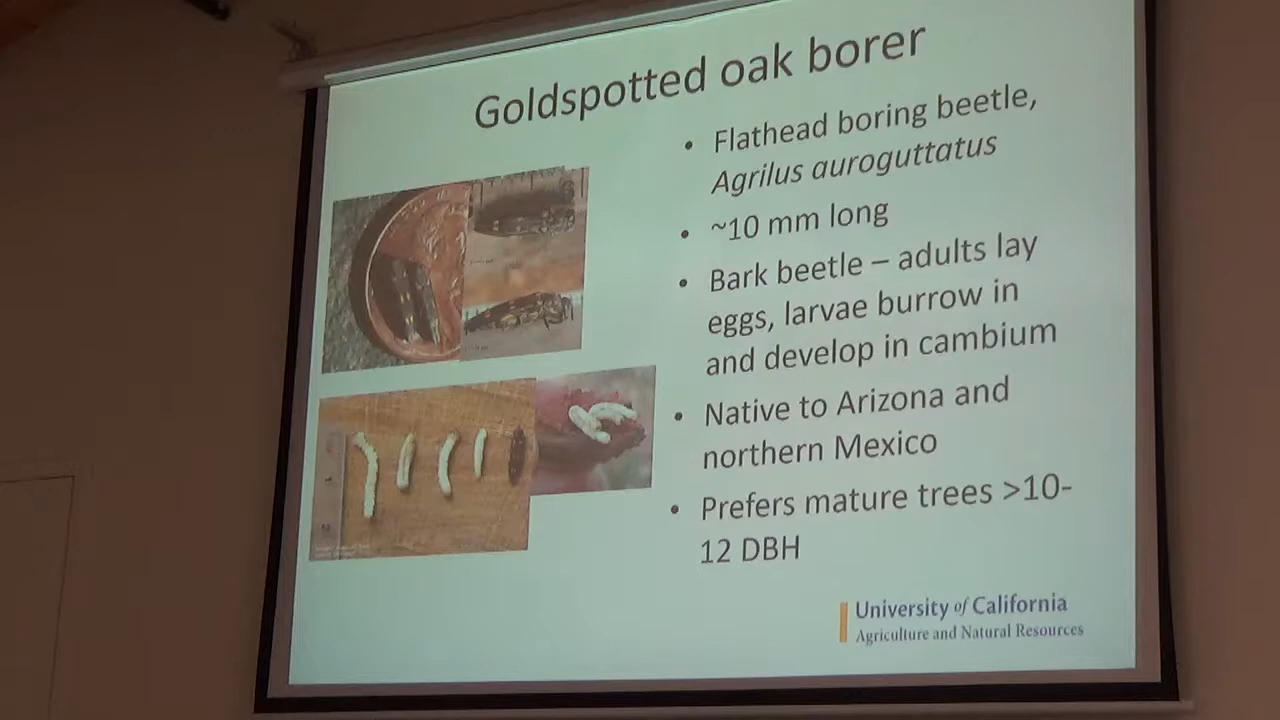 Goldspotted oak borer
• Flathead boring beetle,
Agrilus auroguttatus
• ~10 mm long
• Bark beetle – adults lay
eggs, larvae burrow in
and develop in cambium
• Native to Arizona and
northern Mexico
• Prefers mature trees >10-
12 DBH
University of California
Agriculture and Natural Resources